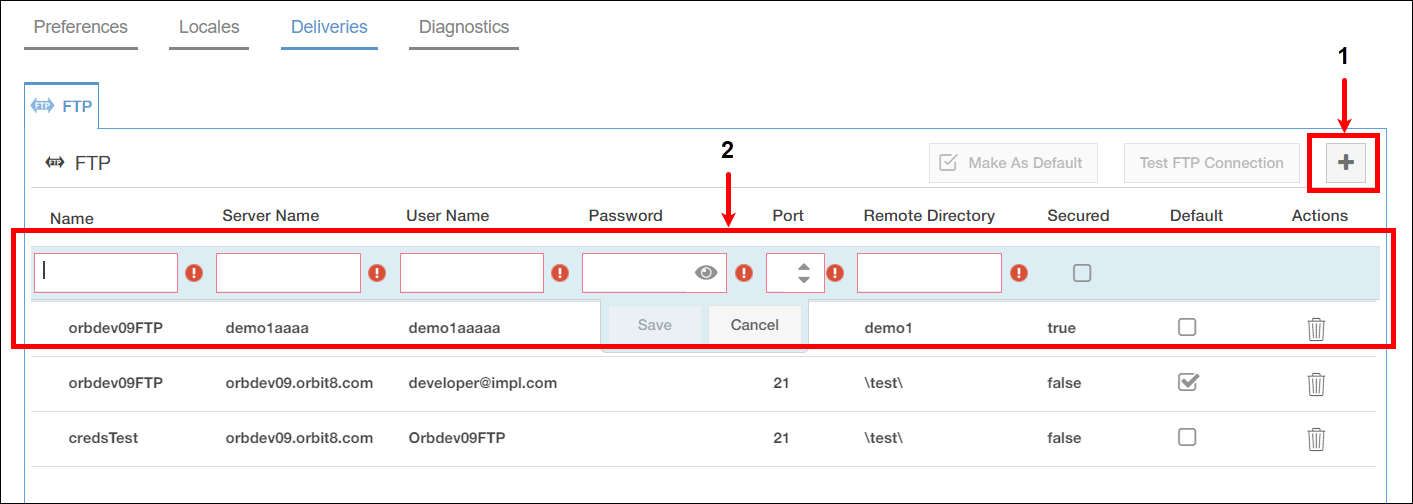 Preferences Locales Deliveries Diagnostics
1
FTP FTP
2
FTP FTP Make As Default Test FTP Connection
Name Server Name User Name Password Port Remote Directory Secured Default Actions
Save Cancel
orbdev09FTP demo1aaaa demo1aaaaa demo1 true
orbdev09FTP orbdev09.orbit8.com developer@impl.com 21 \test\ false
credsTest orbdev09.orbit8.com Orbdev09FTP 21 \test\ false